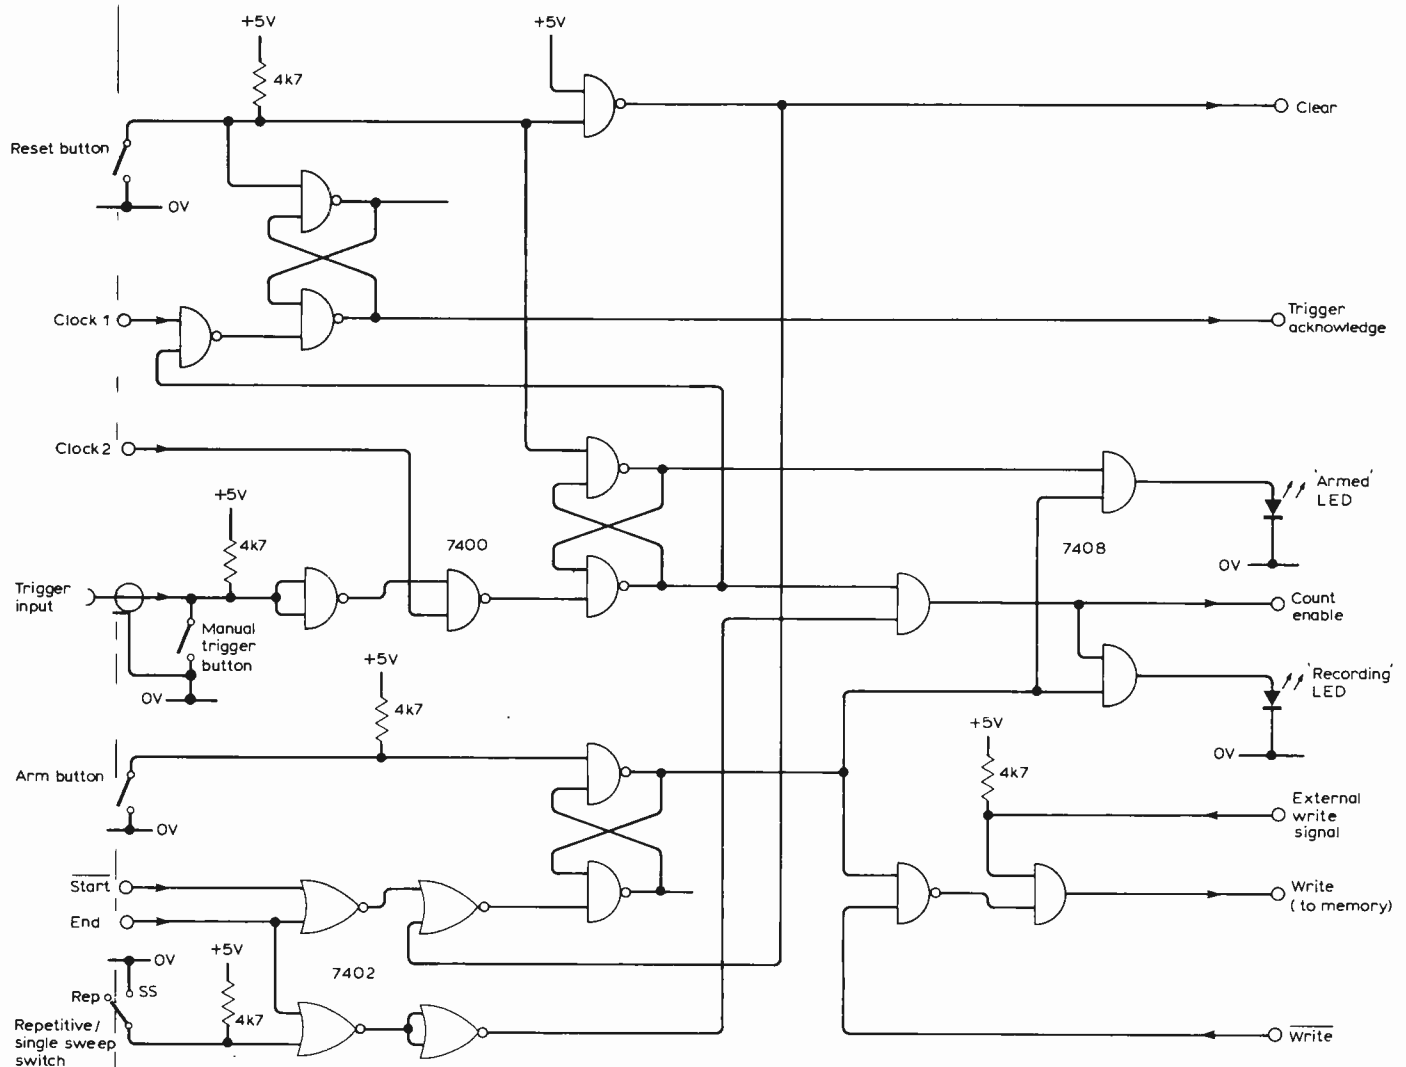 +5V
+5V
4k7
Clear
Reset button
0V
Clock 1
Trigger
acknowledge
Clock 2
+5V
4k7
7400
7408
'Armed'
LED
0V
Trigger
input
Manual
trigger
button
0V
Count
enable
+5V
4k7
'Recording'
LED
0V
+5V
4k7
Arm button
0V
External
write
signal
Start
End
Write
(to memory)
0V
SS
Rep
+5V
4k7
7402
Repetitive/
single sweep
switch
Write